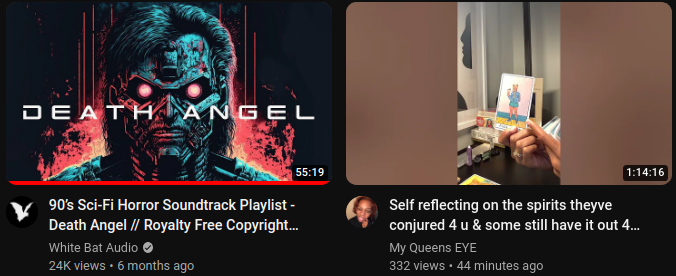 DEATH ANGEL
55:19
90's Sci-Fi Horror Soundtrack Playlist -
Death Angel // Royalty Free Copyright...
White Bat Audio
24K views • 6 months ago
1:14:16
Self reflecting on the spirits theyve
conjured 4 u & some still have it out 4...
My Queens EYE
332 views • 44 minutes ago